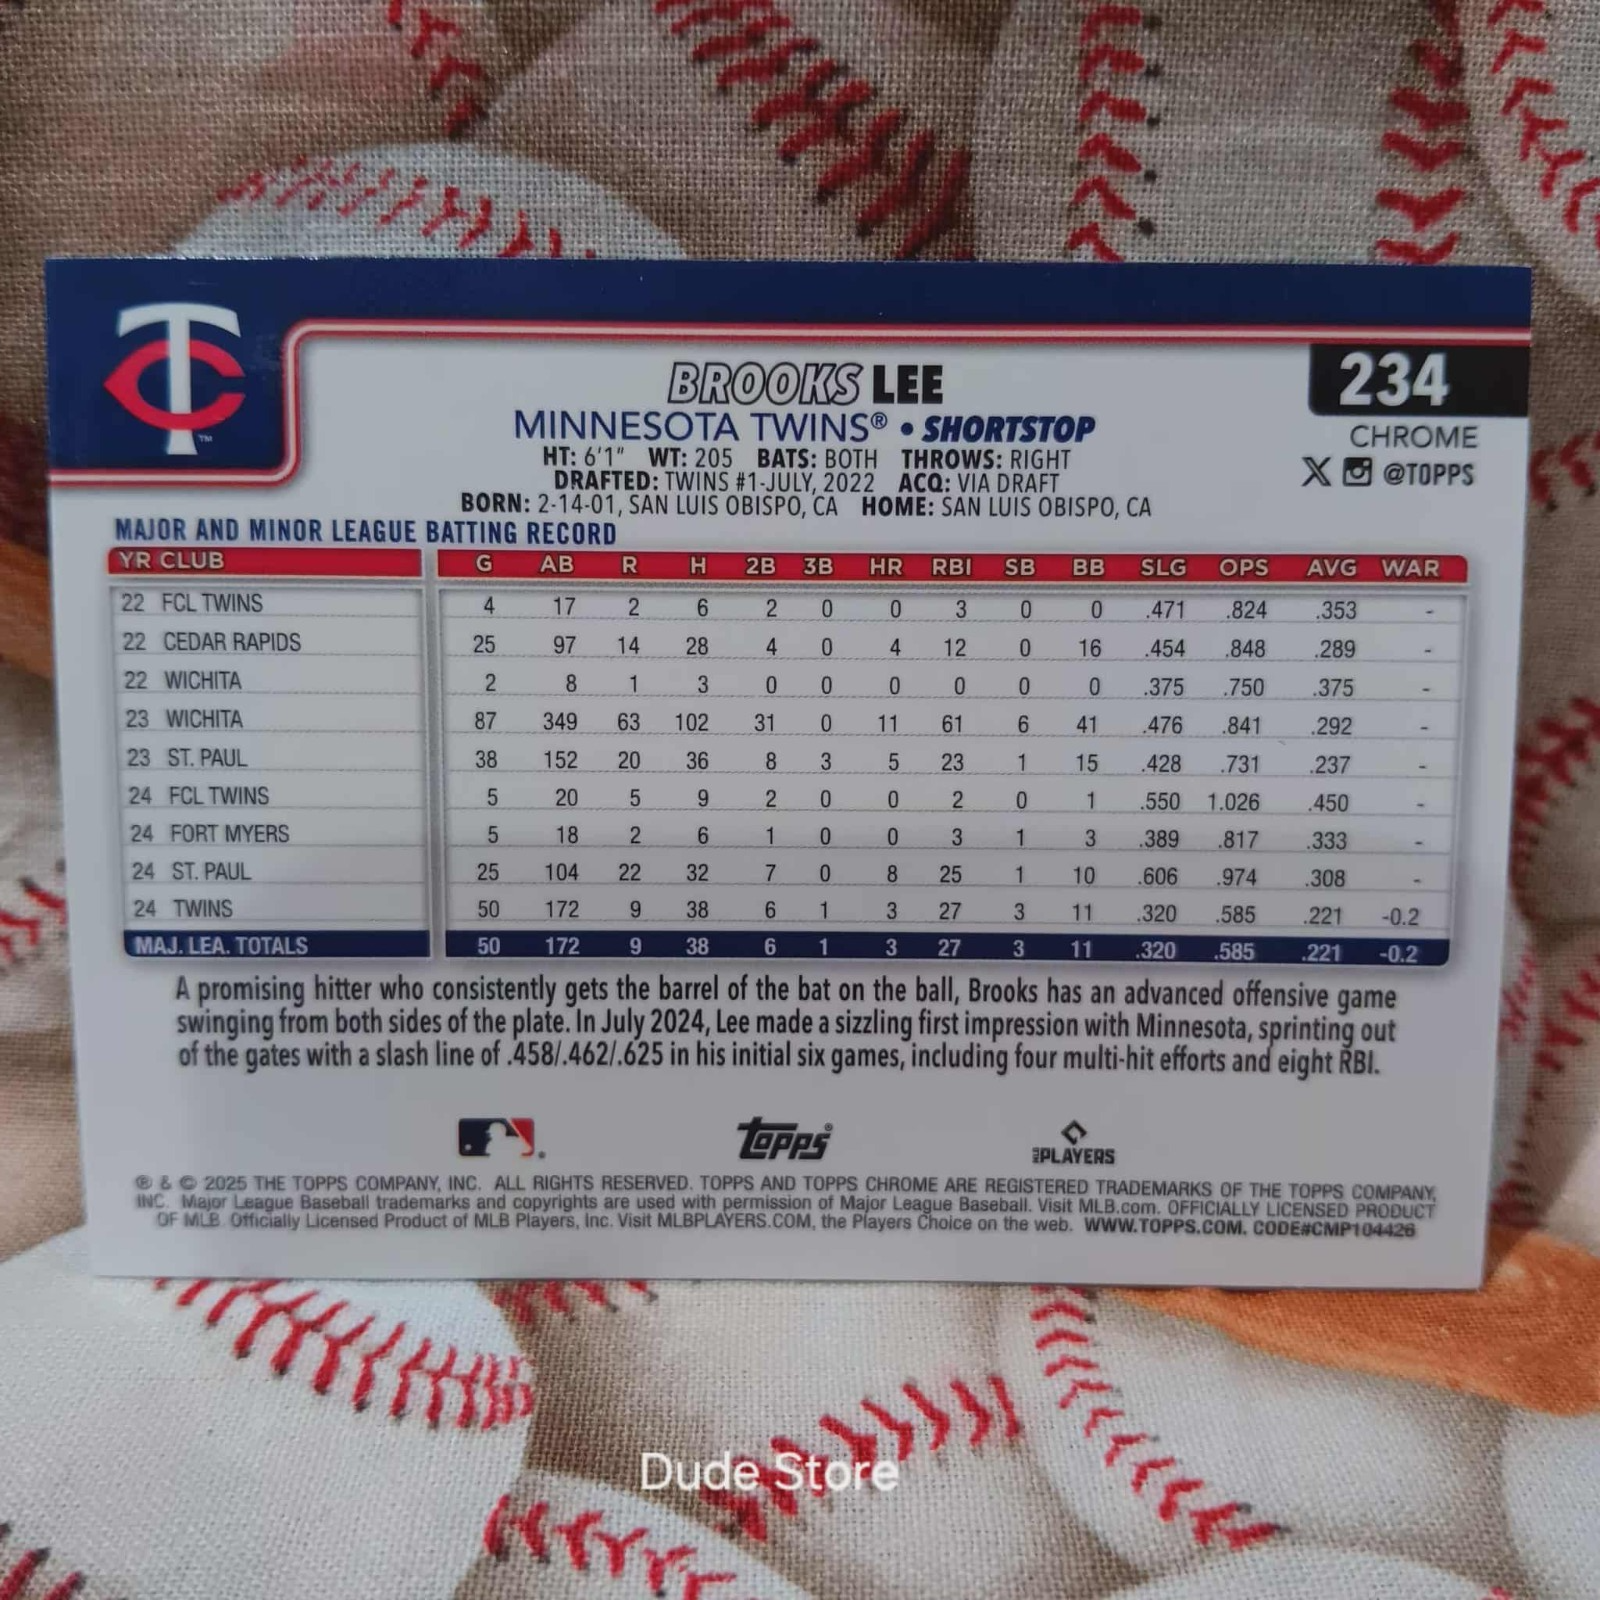 TC™
BROOKS LEE
234
MINNESOTA TWINS® • SHORTSTOP
CHROME
HT: 6'1" WT: 205 BATS: BOTH THROWS: RIGHT
@TOPPS
DRAFTED: TWINS #1-JULY, 2022 ACQ: VIA DRAFT
BORN: 2-14-01, SAN LUIS OBISPO, CA HOME: SAN LUIS OBISPO, CA
MAJOR AND MINOR LEAGUE BATTING RECORD
YR CLUB G AB R H 2B 3B HR RBI SB BB SLG OPS AVG WAR
22 FCL TWINS 4 17 2 6 2 0 0 3 0 0 .471 .824 .353 -
22 CEDAR RAPIDS 25 97 14 28 4 0 4 12 0 16 .454 .848 .289 -
22 WICHITA 2 8 1 3 0 0 0 0 0 0 .375 .750 .375 -
23 WICHITA 87 349 63 102 31 0 11 61 6 41 .476 .841 .292 -
23 ST. PAUL 38 152 20 36 8 3 5 23 1 15 .428 .731 .237 -
24 FCL TWINS 5 20 5 9 2 0 0 2 0 1 .550 1.026 .450 -
24 FORT MYERS 5 18 2 6 1 0 0 3 1 3 .389 .817 .333 -
24 ST. PAUL 25 104 22 32 7 0 8 25 1 10 .606 .974 .308 -
24 TWINS 50 172 9 38 6 1 3 27 3 11 .320 .585 .221 -0.2
MAJ. LEA. TOTALS 50 172 9 38 6 1 3 27 3 11 .320 .585 .221 -0.2
A promising hitter who consistently gets the barrel of the bat on the ball, Brooks has an advanced offensive game
swinging from both sides of the plate. In July 2024, Lee made a sizzling first impression with Minnesota, sprinting out
of the gates with a slash line of .458/.462/.625 in his initial six games, including four multi-hit efforts and eight RBI.
topps® PLAYERS
® & © 2025 THE TOPPS COMPANY, INC. ALL RIGHTS RESERVED. TOPPS AND TOPPS CHROME ARE REGISTERED TRADEMARKS OF THE TOPPS COMPANY,
INC. Major League Baseball trademarks and copyrights are used with permission of Major League Baseball. Visit MLB.com. OFFICIALLY LICENSED PRODUCT
OF MLB. Officially Licensed Product of MLB Players, Inc. Visit MLBPLAYERS.COM, the Players Choice on the web. WWW.TOPPS.COM. CODE#CMP104426
Dude Store